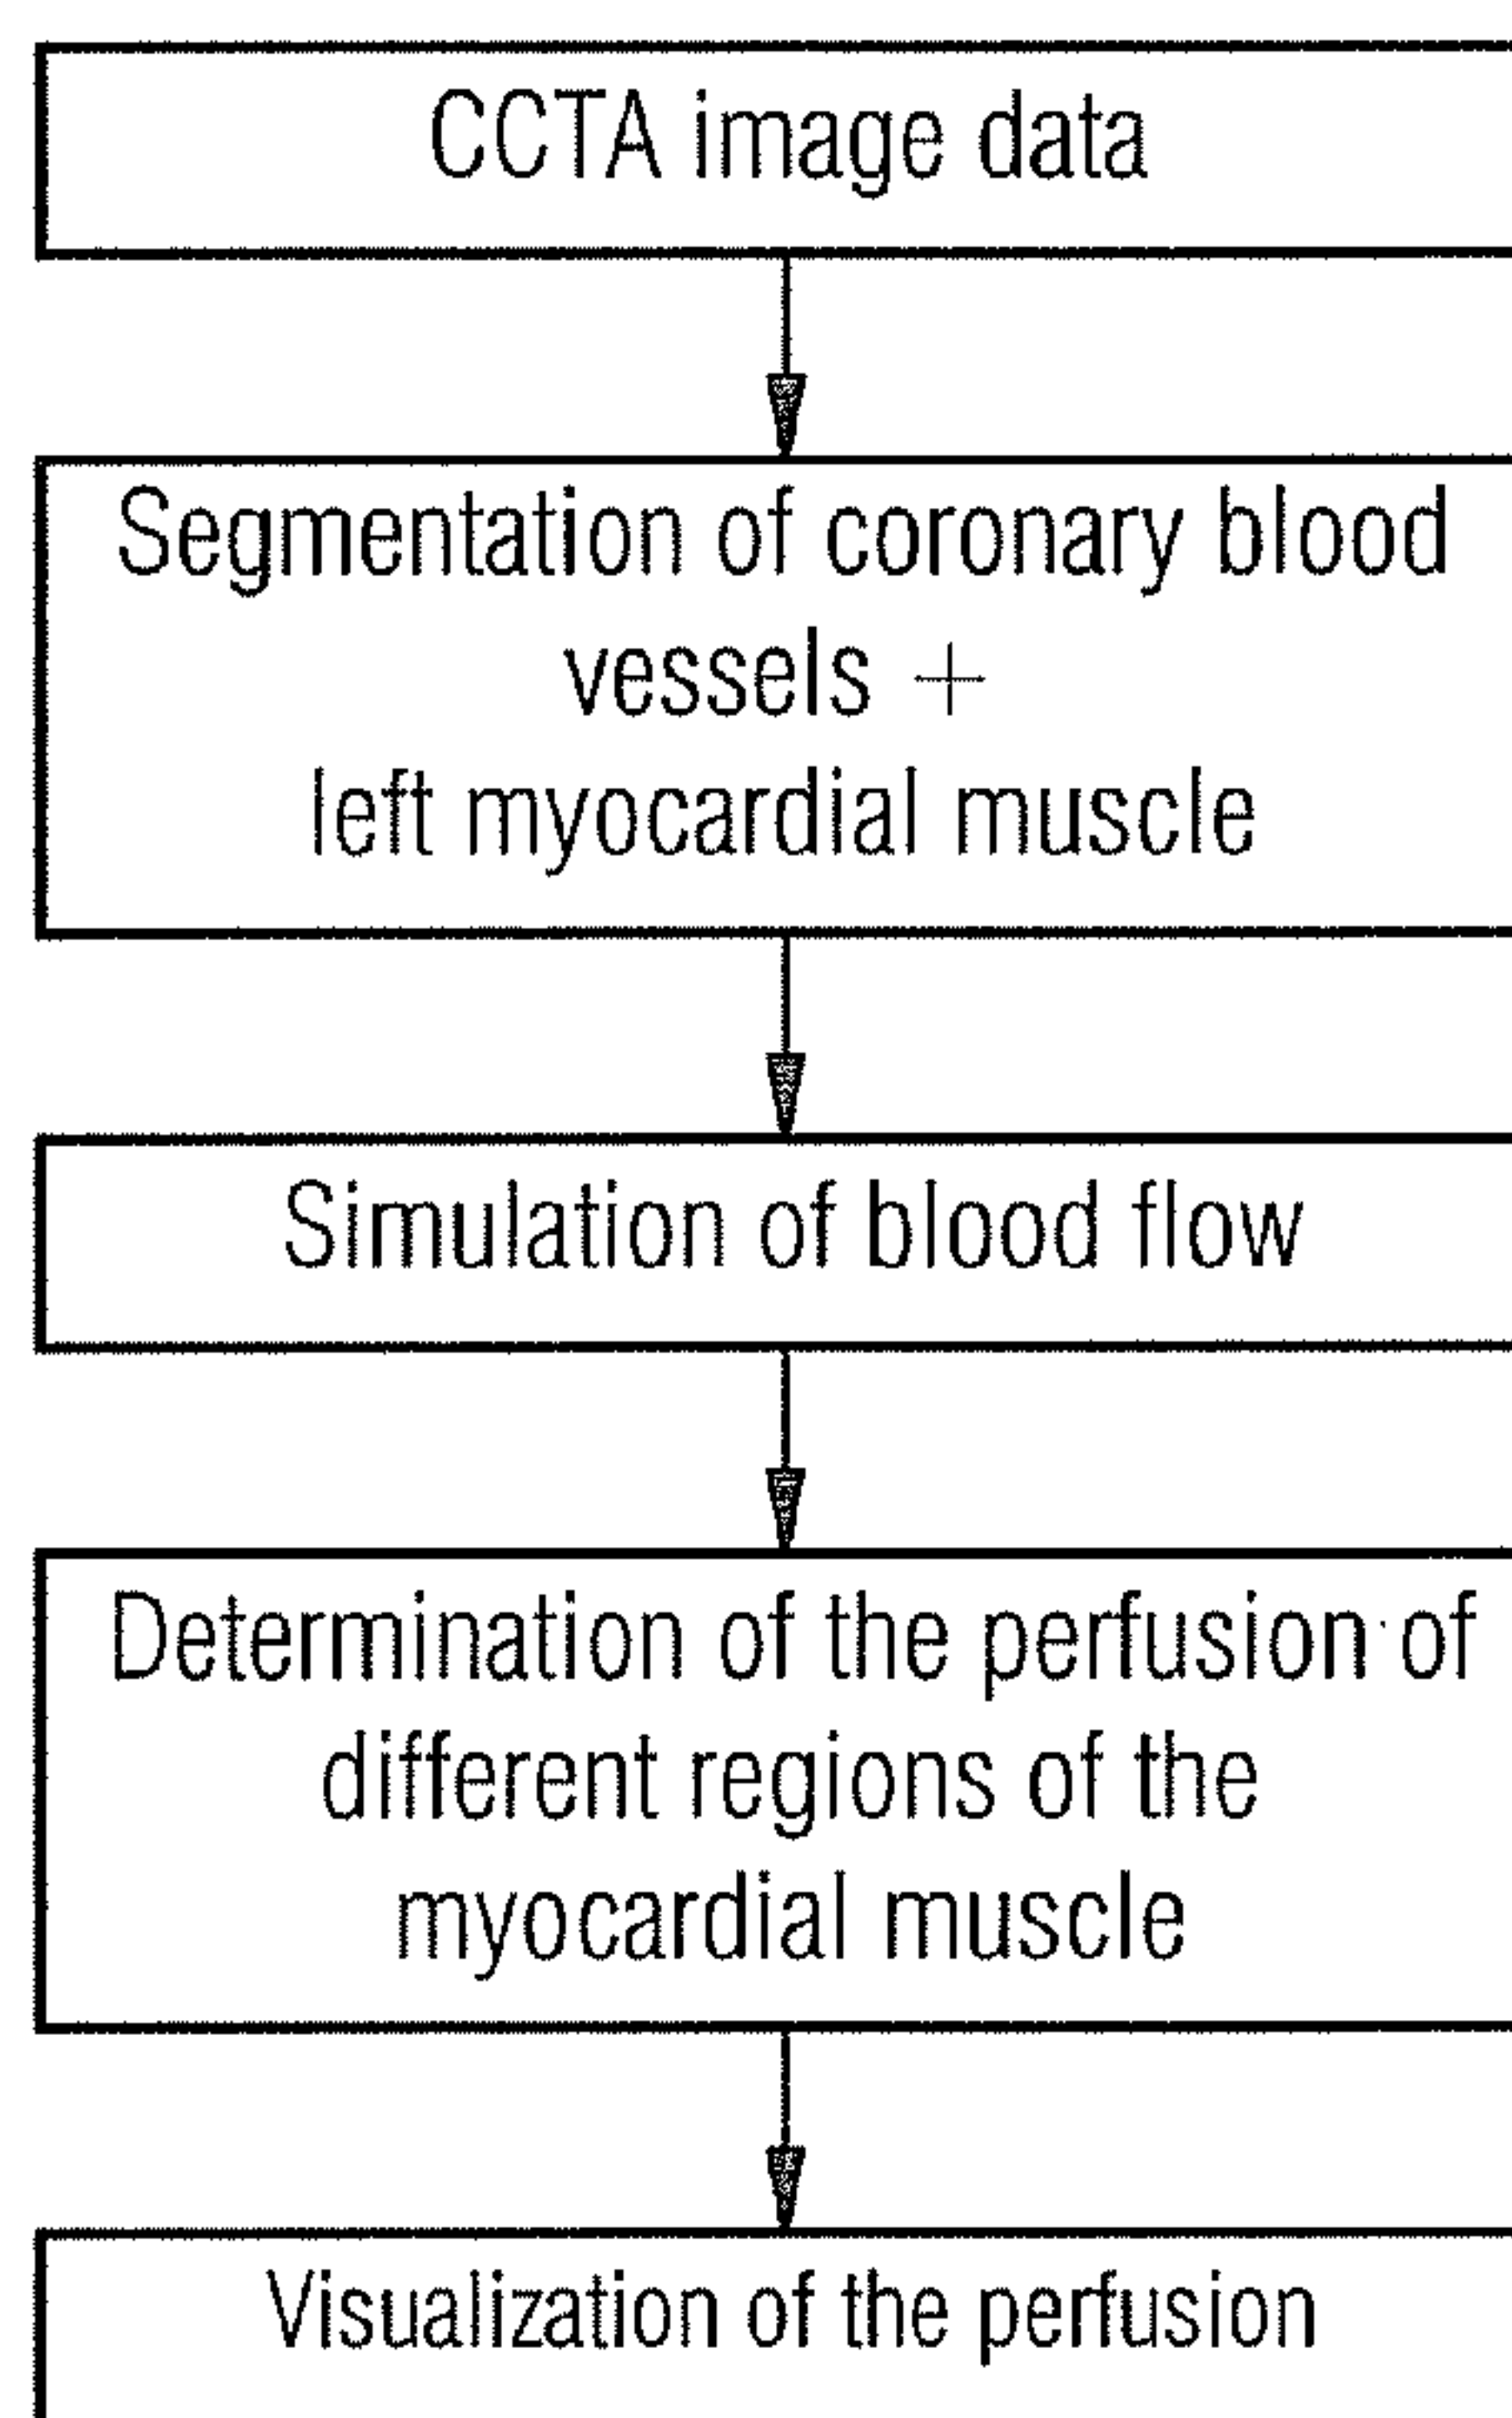 CCTA image data
Segmentation of coronary blood
vessels +
left myocardial muscle
Simulation of blood flow
Determination of the perfusion of
different regions of the
myocardial muscle
Visualization of the perfusion